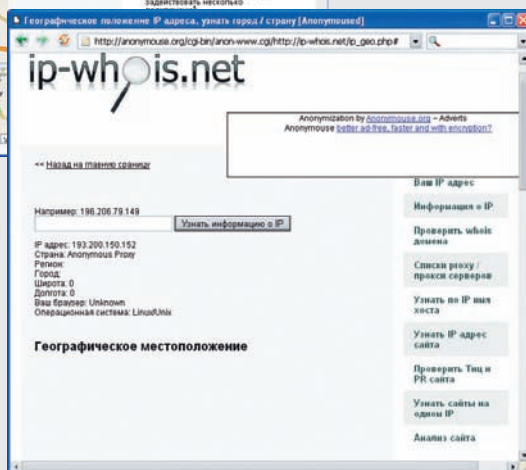 задействовать несколько
Географическое положение IP адреса, узнать город / страну [Anonymoused]
http://anonymouse.org/cgi-bin/anon-www.cgi/http://ip-whois.net/ip_geo.php#
ip-whois.net
Anonymization by Anonymouse.org ~ Adverts
Anonymouse better ad-free, faster and with encryption?
<< Назад на главную сраницу
Например: 196.206.79.149
Узнать информацию о IP
IP адрес: 193.200.150.152
Страна: Anonymous Proxy
Регион:
Город:
Широта: 0
Долгота: 0
Ваш браузер: Unknown
Операционная система: Linux/Unix
Географическое местоположение
Ваш IP адрес
Информация о IP
Проверить whois
домена
Списки proxy /
прокси серверов
Узнать по IP имя
хоста
Узнать IP адрес
сайта
Проверить Тиц и
PR сайта
Узнать сайты на
одном IP
Анализ сайта